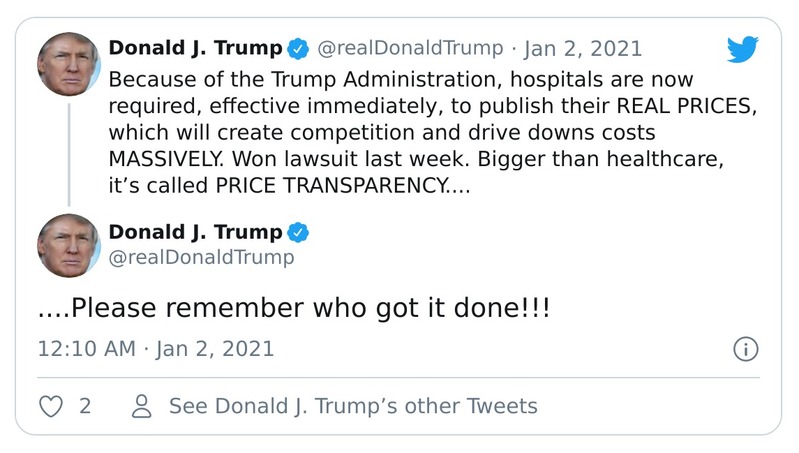 Donald J. Trump @realDonaldTrump · Jan 2, 2021
Because of the Trump Administration, hospitals are now
required, effective immediately, to publish their REAL PRICES,
which will create competition and drive downs costs
MASSIVELY. Won lawsuit last week. Bigger than healthcare,
it’s called PRICE TRANSPARENCY....
Donald J. Trump
@realDonaldTrump
....Please remember who got it done!!!
12:10 AM · Jan 2, 2021
2 See Donald J. Trump’s other Tweets